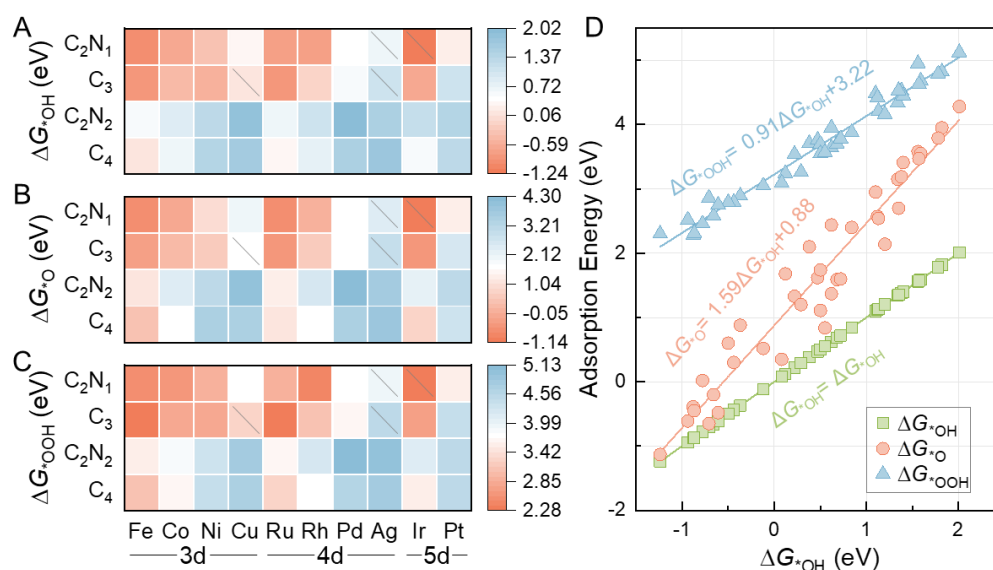 A
ΔG*OH (eV)
C2N1
C3
C2N2
C4
2.02
1.37
0.72
0.06
-0.59
-1.24
B
ΔG*O (eV)
C2N1
C3
C2N2
C4
4.30
3.21
2.12
1.04
-0.05
-1.14
C
ΔG*OOH (eV)
C2N1
C3
C2N2
C4
5.13
4.56
3.99
3.42
2.85
2.28
Fe Co Ni Cu Ru Rh Pd Ag Ir Pt
3d 4d 5d
D
Adsorption Energy (eV)
4
2
0
-2
ΔG*OOH= 0.91ΔG*OH+3.22
ΔG*O= 1.59ΔG*OH+0.88
ΔG*OH= ΔG*OH
ΔG*OH
ΔG*O
ΔG*OOH
-1 0 1 2
ΔG*OH (eV)